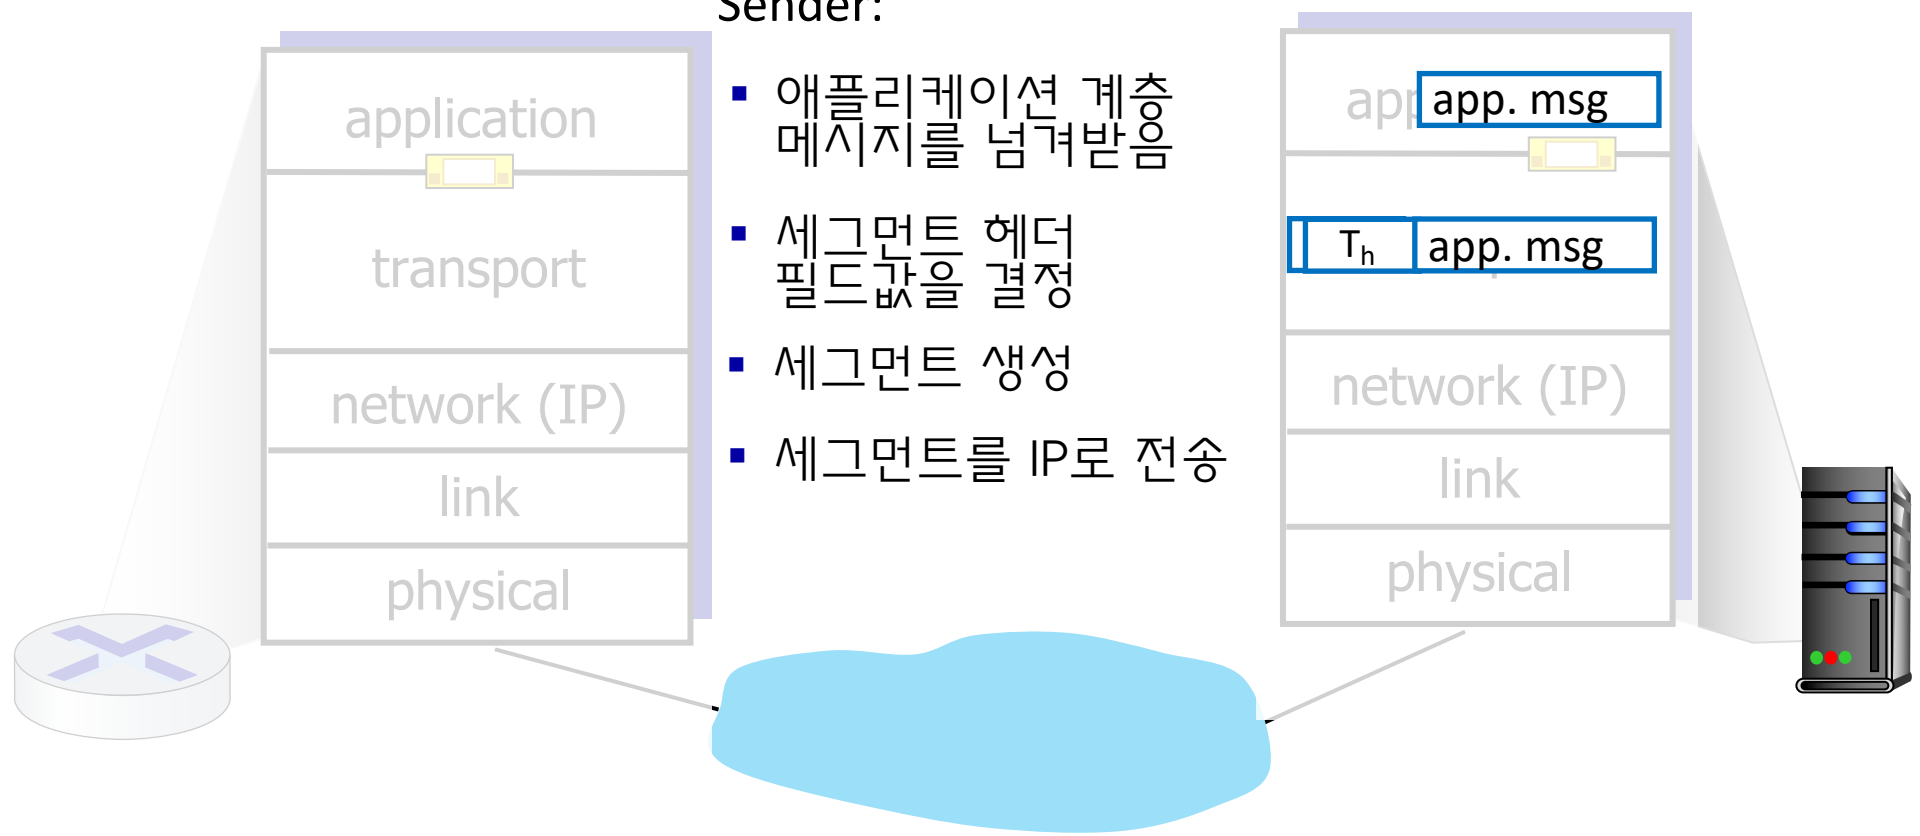 Sender:
application
transport
network (IP)
link
physical
▪ 애플리케이션 계층
메시지를 넘겨받음
▪ 세그먼트 헤더
필드값을 결정
▪ 세그먼트 생성
▪ 세그먼트를 IP로 전송
app. msg
Th app. msg
network (IP)
link
physical